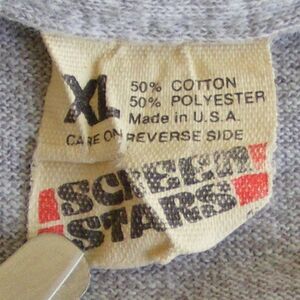 XL
50% COTTON
50% POLYESTER
Made in U.S.A.
CARE ON REVERSE SIDE
SCREEN
STARS